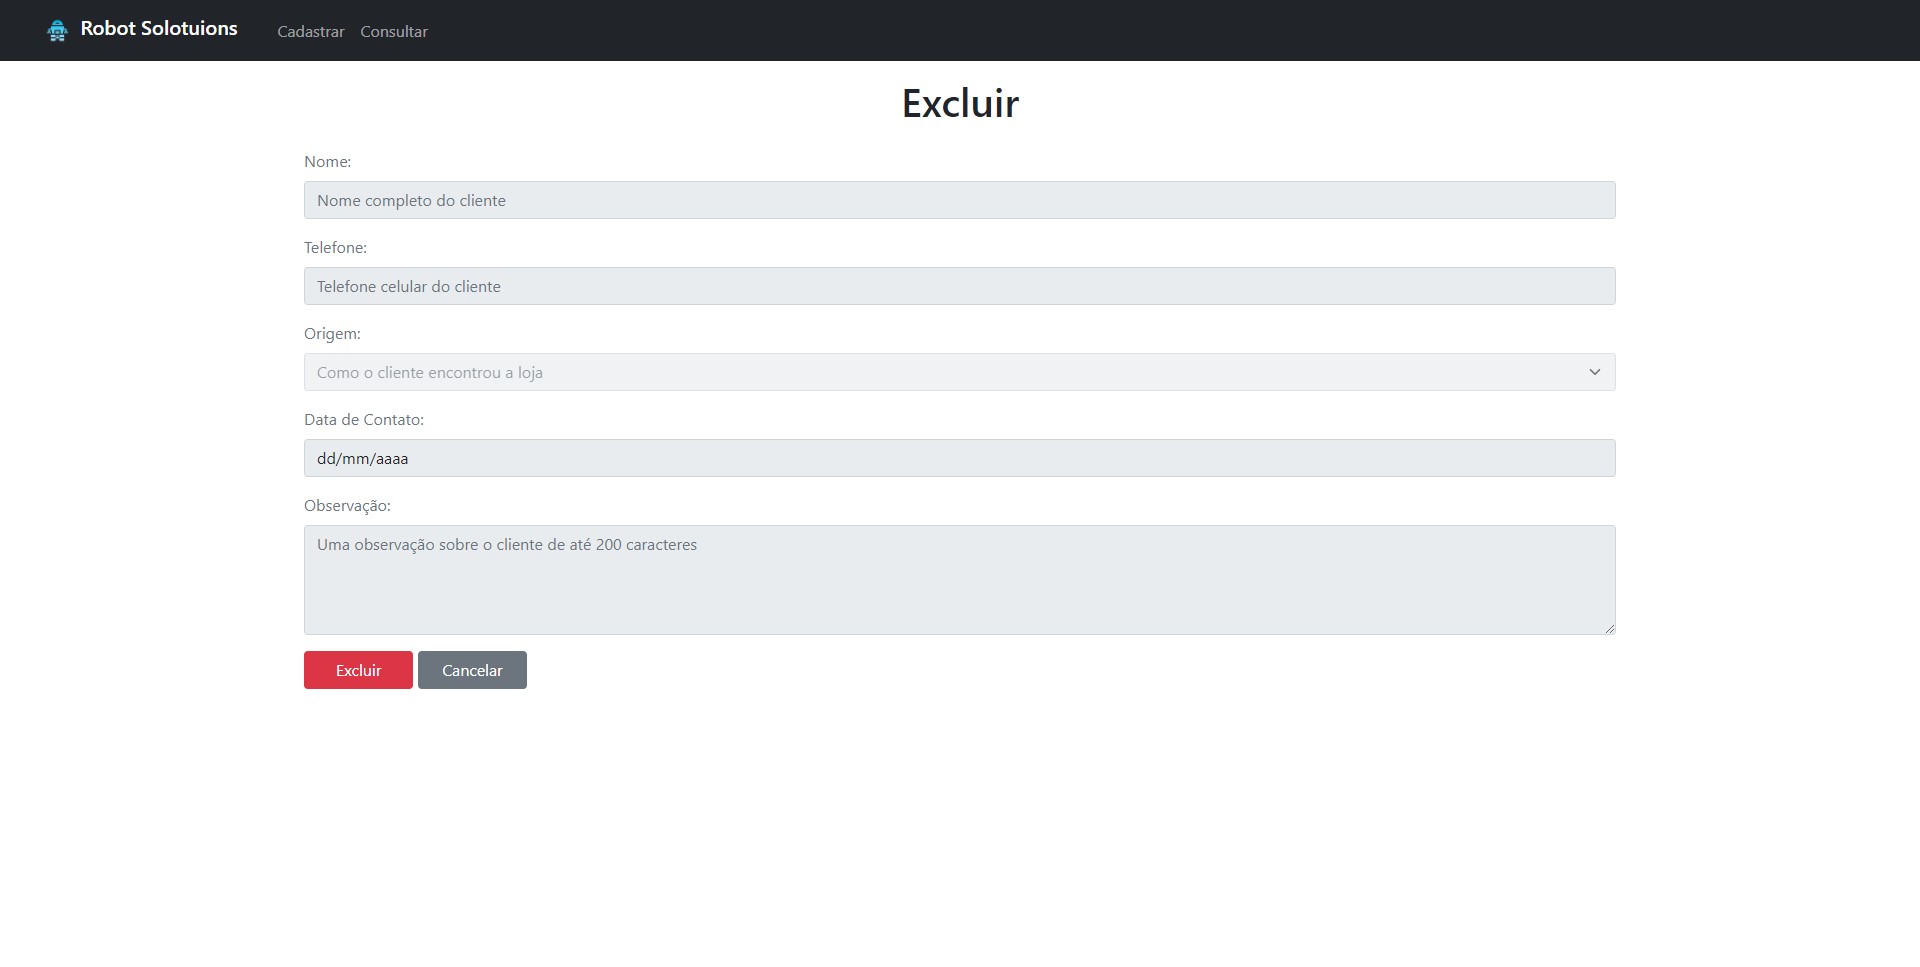 Robot Solotuions Cadastrar Consultar
Excluir
Nome:
Nome completo do cliente
Telefone:
Telefone celular do cliente
Origem:
Como o cliente encontrou a loja
Data de Contato:
dd/mm/aaaa
Observação:
Uma observação sobre o cliente de até 200 caracteres
Excluir Cancelar